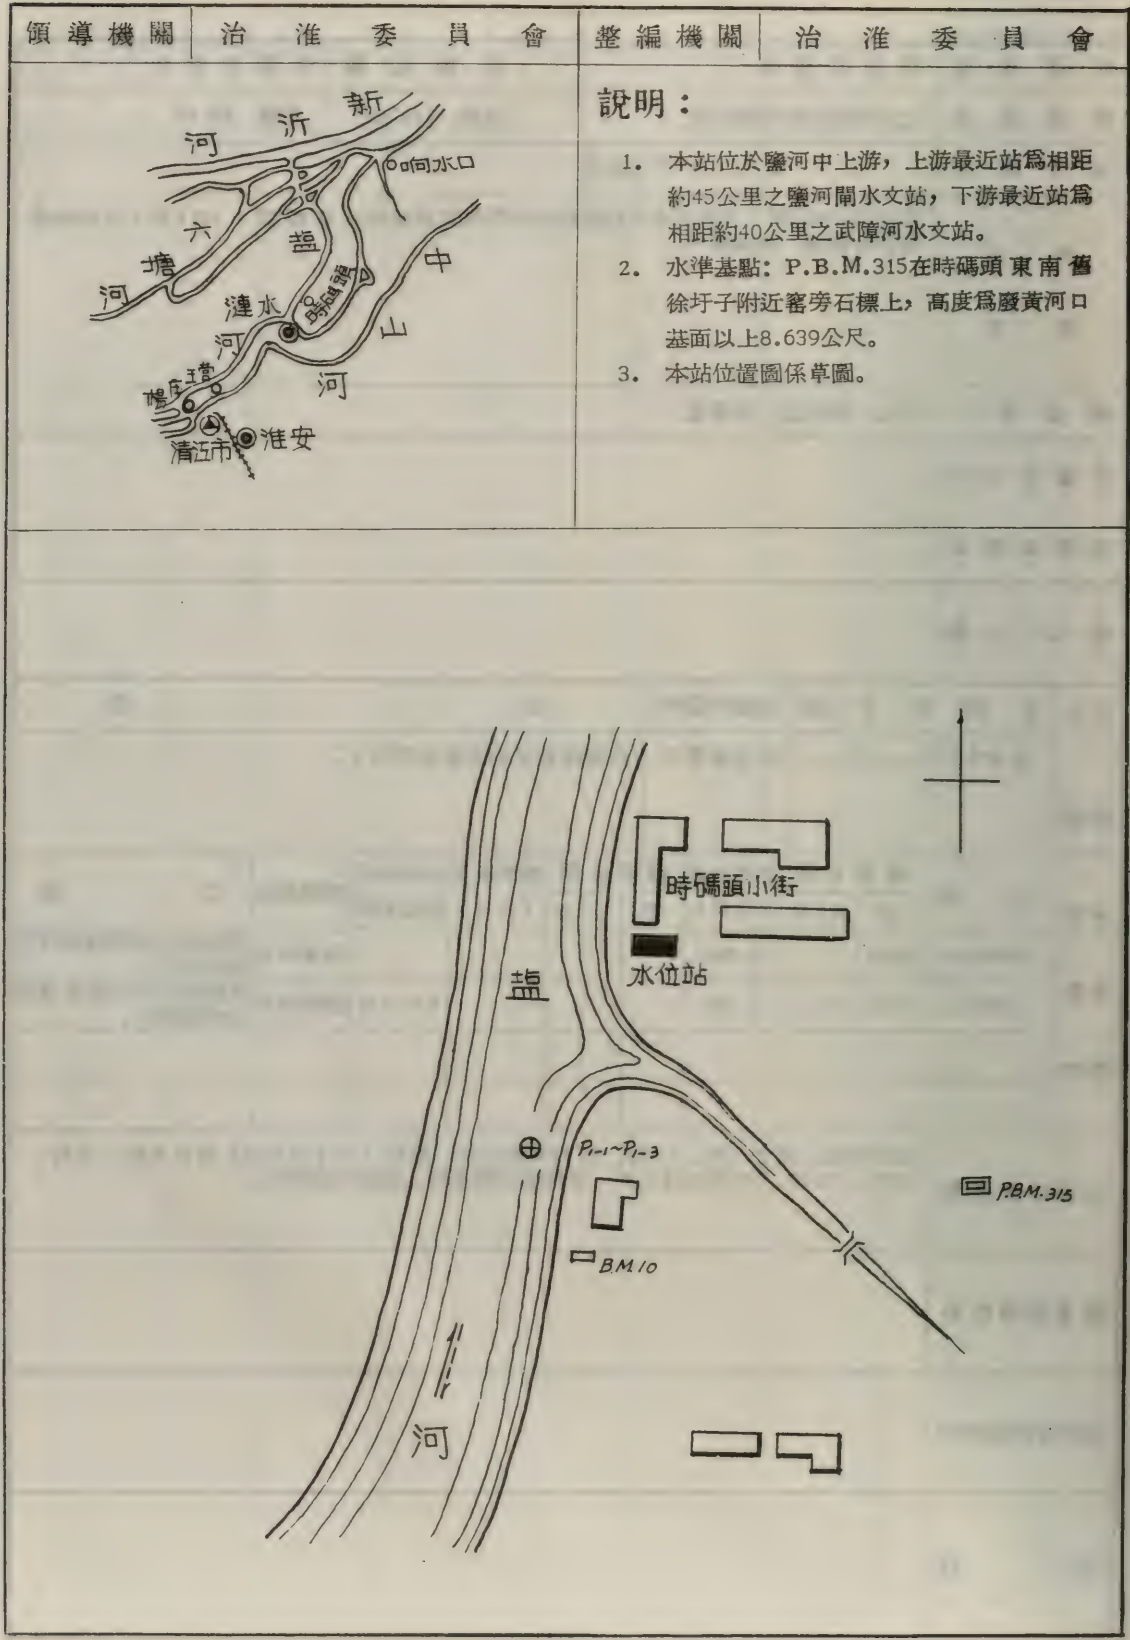 領導機關 治淮委員會 整編機關 治淮委員會
新沂河
响水口
六塘河
塩河
時碼頭
漣水
中山河
楊庄
王营
清江市
淮安
說明：
1. 本站位於鹽河中上游，上游最近站爲相距
約45公里之鹽河閘水文站，下游最近站爲
相距約40公里之武障河水文站。
2. 水準基點：P.B.M.315在時碼頭東南舊
徐圩子附近窰旁石標上，高度爲廢黃河口
基面以上8.639公尺。
3. 本站位置圖係草圖。
時碼頭小街
水位站
塩
P₁₋₁~P₁₋₃
P.B.M.315
B.M.10
河